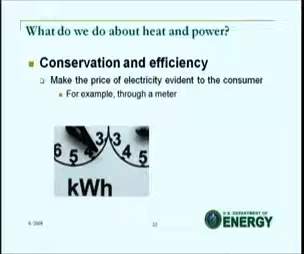 What do we do about heat and power?
Conservation and efficiency
Make the price of electricity evident to the consumer
For example, through a meter
6 5 4 3 3 4 5
kWh
U.S. DEPARTMENT OF
ENERGY